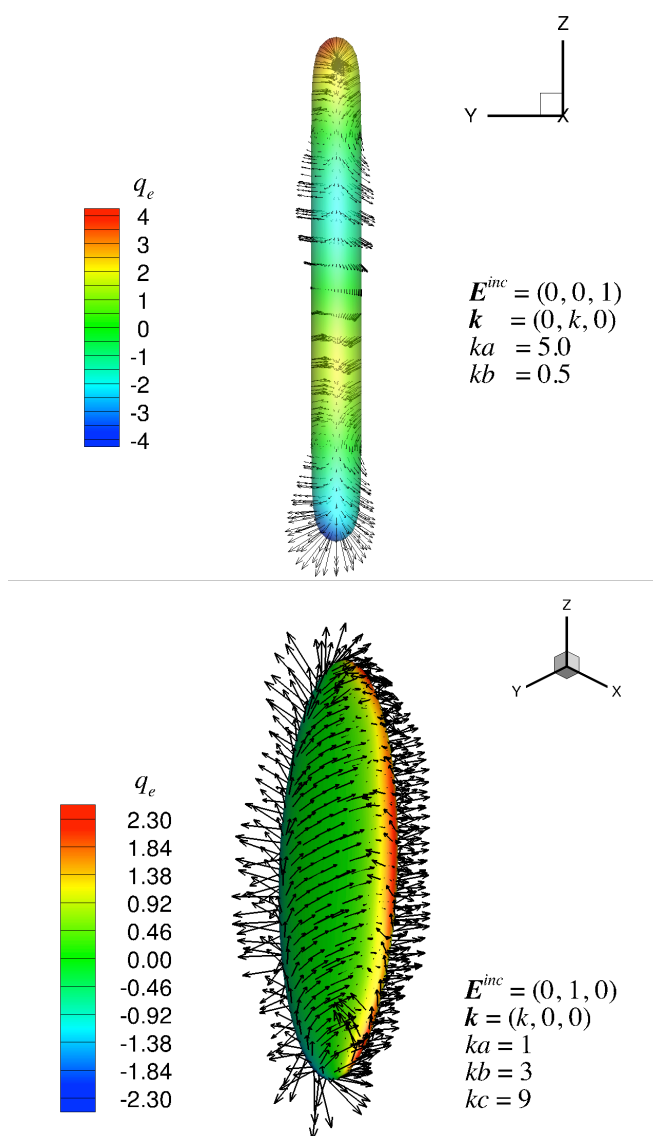 Z
Y
X
q_e
4
3
2
1
0
-1
-2
-3
-4
E^inc = (0, 0, 1)
k = (0, k, 0)
ka = 5.0
kb = 0.5
Z
Y
X
q_e
2.30
1.84
1.38
0.92
0.46
0.00
-0.46
-0.92
-1.38
-1.84
-2.30
E^inc = (0, 1, 0)
k = (k, 0, 0)
ka = 1
kb = 3
kc = 9